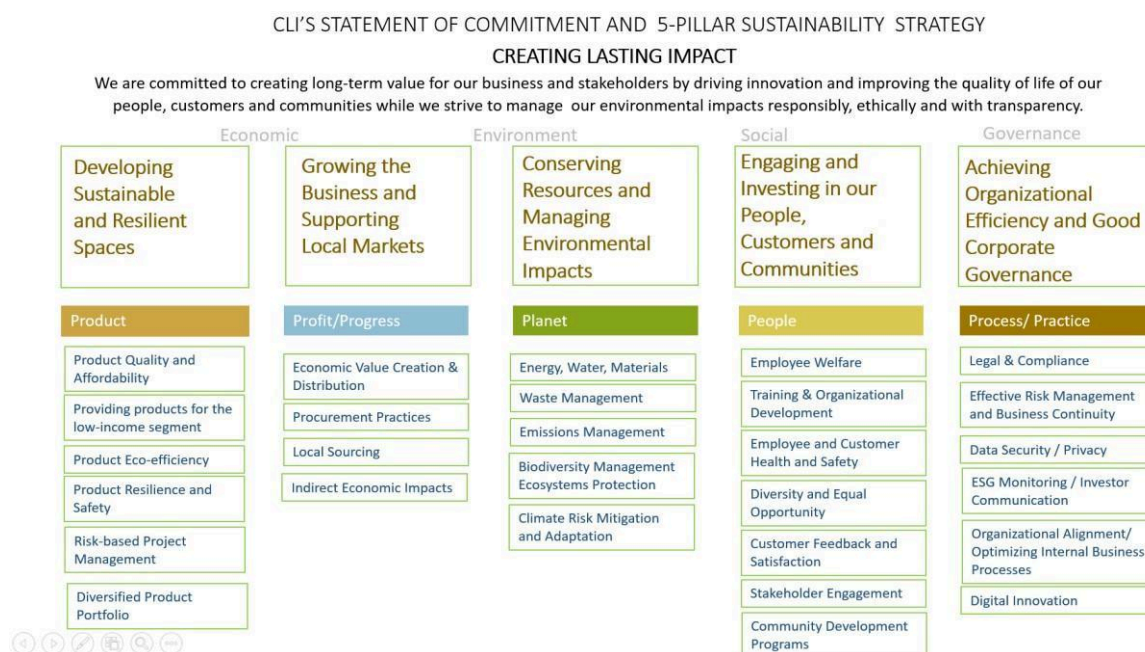 CLI'S STATEMENT OF COMMITMENT AND 5-PILLAR SUSTAINABILITY STRATEGY
CREATING LASTING IMPACT
We are committed to creating long-term value for our business and stakeholders by driving innovation and improving the quality of life of our
people, customers and communities while we strive to manage our environmental impacts responsibly, ethically and with transparency.
Economic
Environment
Social
Governance
Developing
Sustainable
and Resilient
Spaces
Growing the
Business and
Supporting
Local Markets
Conserving
Resources and
Managing
Environmental
Impacts
Engaging and
Investing in our
People,
Customers and
Communities
Achieving
Organizational
Efficiency and Good
Corporate
Governance
Product
Product Quality and
Affordability
Providing products for the
low-income segment
Product Eco-efficiency
Product Resilience and
Safety
Risk-based Project
Management
Diversified Product
Portfolio
Profit/Progress
Economic Value Creation &
Distribution
Procurement Practices
Local Sourcing
Indirect Economic Impacts
Planet
Energy, Water, Materials
Waste Management
Emissions Management
Biodiversity Management
Ecosystems Protection
Climate Risk Mitigation
and Adaptation
People
Employee Welfare
Training & Organizational
Development
Employee and Customer
Health and Safety
Diversity and Equal
Opportunity
Customer Feedback and
Satisfaction
Stakeholder Engagement
Community Development
Programs
Process/ Practice
Legal & Compliance
Effective Risk Management
and Business Continuity
Data Security / Privacy
ESG Monitoring / Investor
Communication
Organizational Alignment/
Optimizing Internal Business
Processes
Digital Innovation